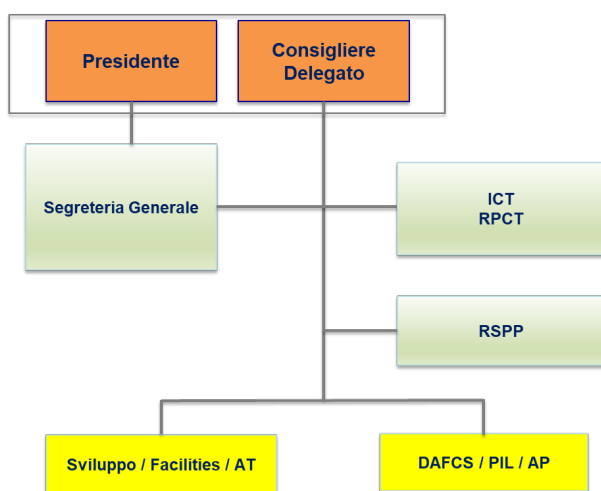 Presidente
Consigliere
Delegato
Segreteria Generale
ICT
RPCT
RSPP
Sviluppo / Facilities / AT
DAFCS / PIL / AP